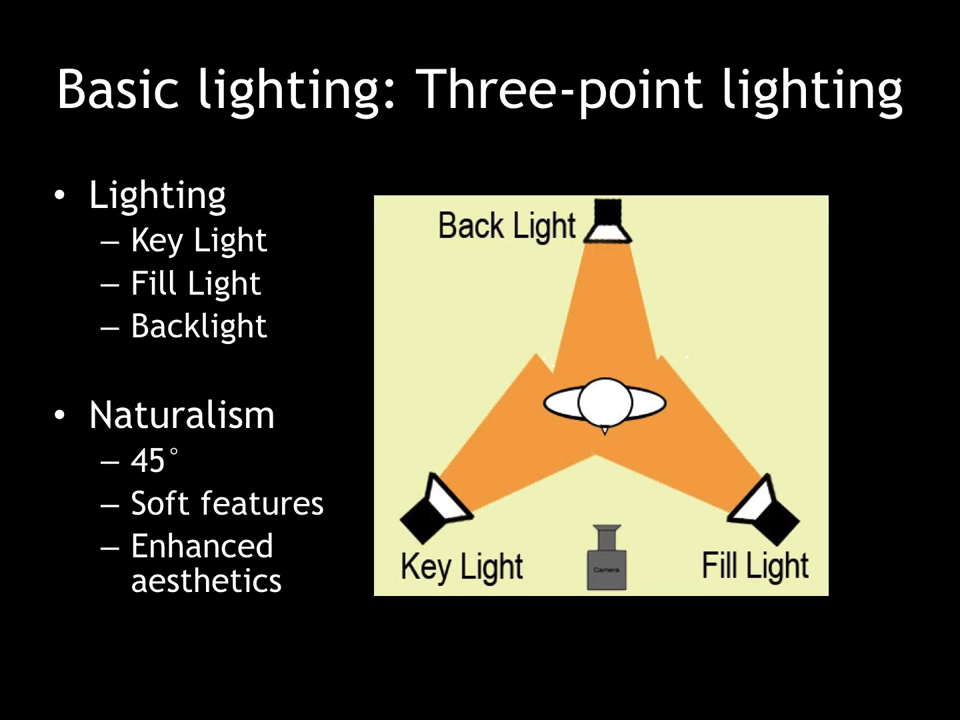 Basic lighting: Three-point lighting
• Lighting
– Key Light
– Fill Light
– Backlight
• Naturalism
– 45°
– Soft features
– Enhanced
aesthetics
Back Light
Key Light
Camera
Fill Light